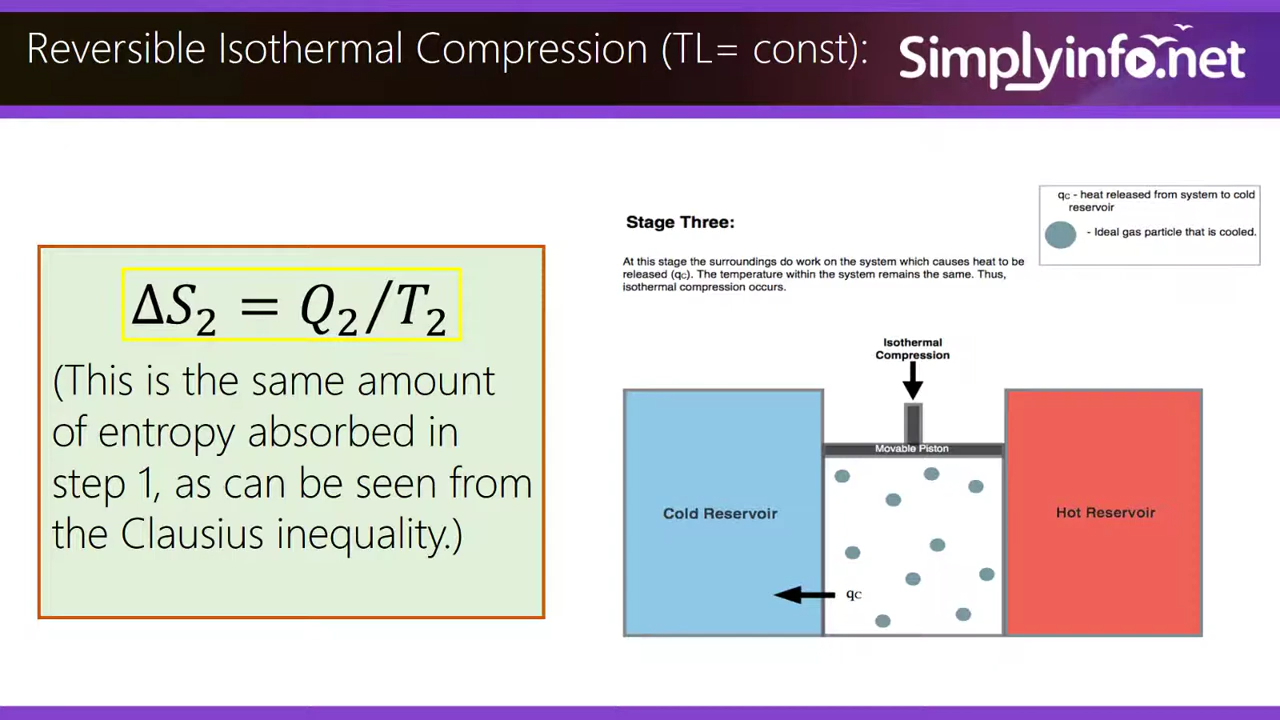 Reversible Isothermal Compression (TL= const):
Simplyinfo.net
ΔS₂ = Q₂/T₂
(This is the same amount
of entropy absorbed in
step 1, as can be seen from
the Clausius inequality.)
qc - heat released from system to cold
reservoir
- Ideal gas particle that is cooled.
Stage Three:
At this stage the surroundings do work on the system which causes heat to be
released (qc). The temperature within the system remains the same. Thus,
isothermal compression occurs.
Isothermal
Compression
Movable Piston
Cold Reservoir
Hot Reservoir
qc